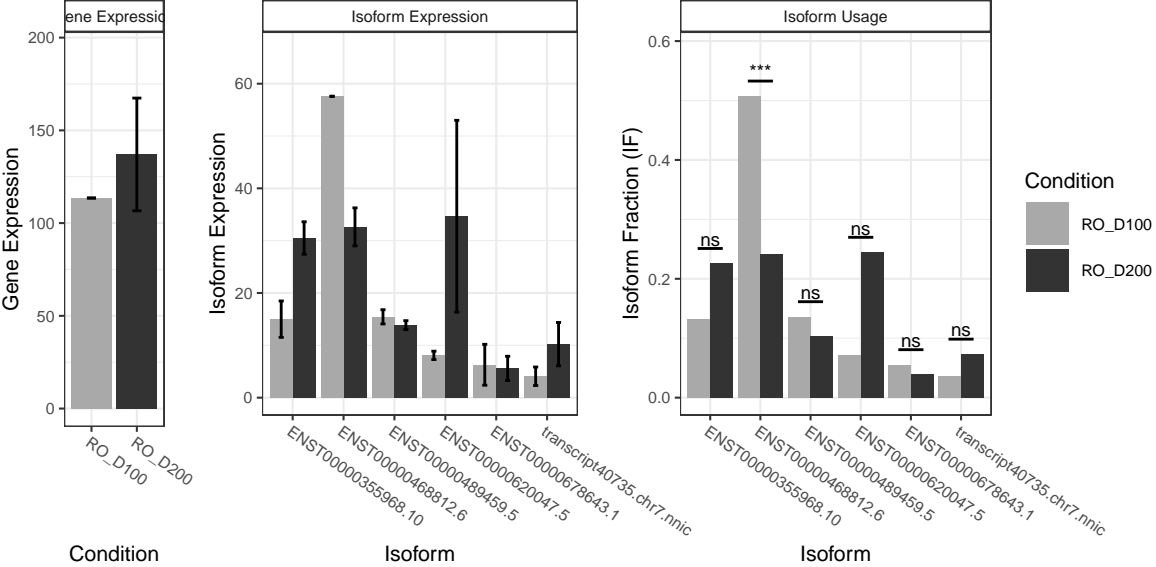 ene Expressio
Gene Expression
200
150
100
50
0
RO_D100
RO_D200
Condition
Isoform Expression
Isoform Expression
60
40
20
0
ENST00000355968.10
ENST00000468812.6
ENST00000489459.5
ENST00000620047.5
ENST00000678643.1
transcript40735.chr7.nnic
Isoform
Isoform Usage
Isoform Fraction (IF)
0.6
0.4
0.2
0.0
ns
***
ns
ns
ns
ns
ENST00000355968.10
ENST00000468812.6
ENST00000489459.5
ENST00000620047.5
ENST00000678643.1
transcript40735.chr7.nnic
Isoform
Condition
RO_D100
RO_D200